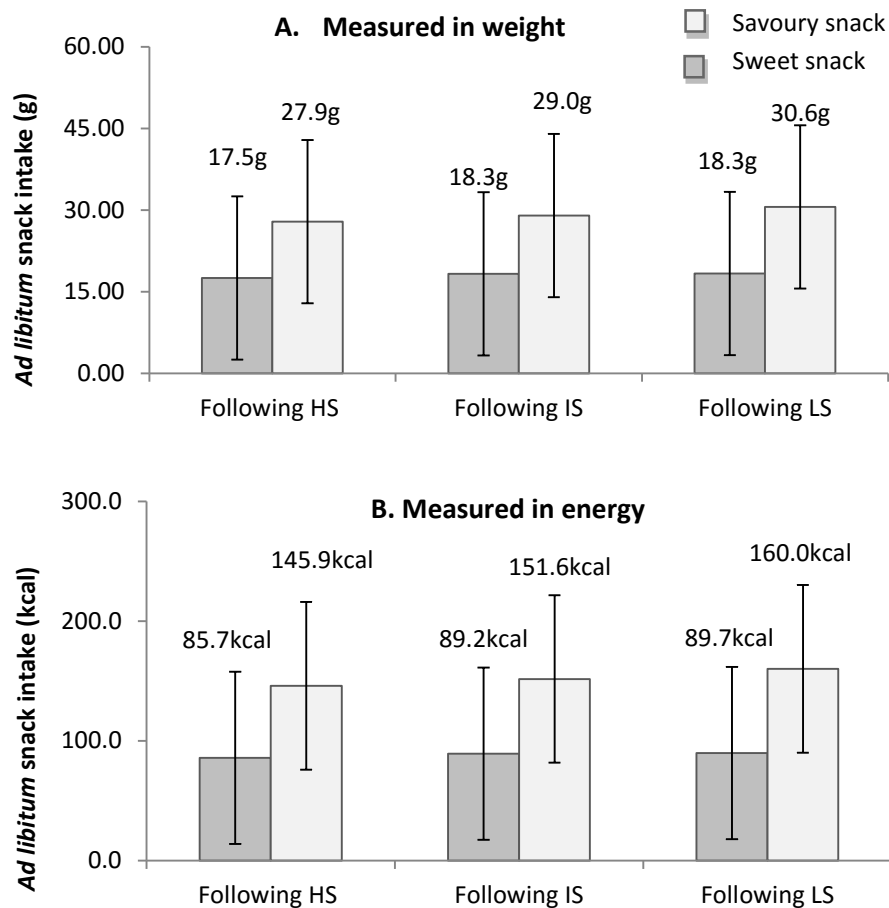 A. Measured in weight
Savoury snack
Sweet snack
Ad libitum snack intake (g)
60.00
45.00
30.00
15.00
0.00
17.5g
27.9g
18.3g
29.0g
18.3g
30.6g
Following HS
Following IS
Following LS
B. Measured in energy
Ad libitum snack intake (kcal)
300.0
200.0
100.0
0.0
85.7kcal
145.9kcal
89.2kcal
151.6kcal
89.7kcal
160.0kcal
Following HS
Following IS
Following LS